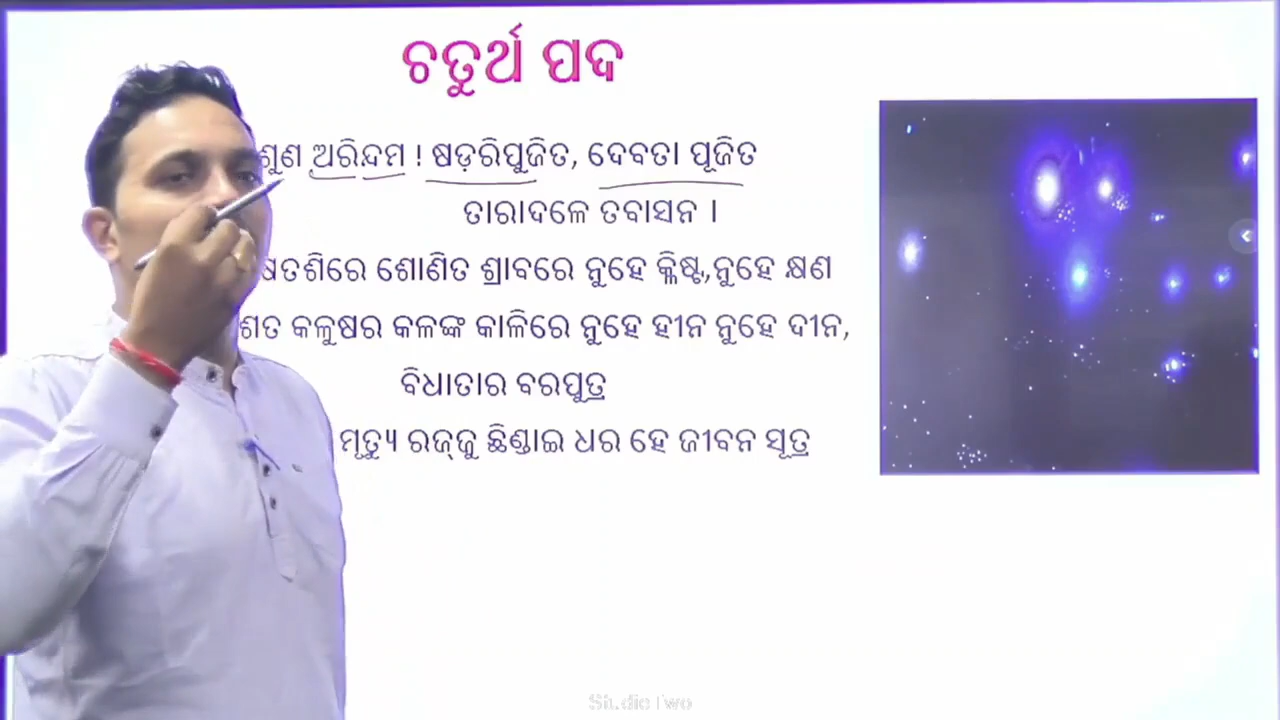 ଚତୁର୍ଥ ପଦ
ଶୁଣ ଅରିନ୍ଦମ ! ଷଡ଼ରିପୁଜିତ, ଦେବତା ପୂଜିତ
ତାରାଦଳେ ତବାସନ ।
ଶିରେ ଶୋଣିତ ଶ୍ରାବରେ ନୁହେ କ୍ଳିଷ୍ଟ,ନୁହେ କ୍ଷଣ
ଶତ କଳୁଷର କଳଙ୍କ କାଳିରେ ନୁହେ ହୀନ ନୁହେ ଦୀନ,
ବିଧାତାର ବରପୁତ୍ର
ମୃତ୍ୟୁ ରଜ୍ଜୁ ଛିଣ୍ଡାଇ ଧର ହେ ଜୀବନ ସୂତ୍ର